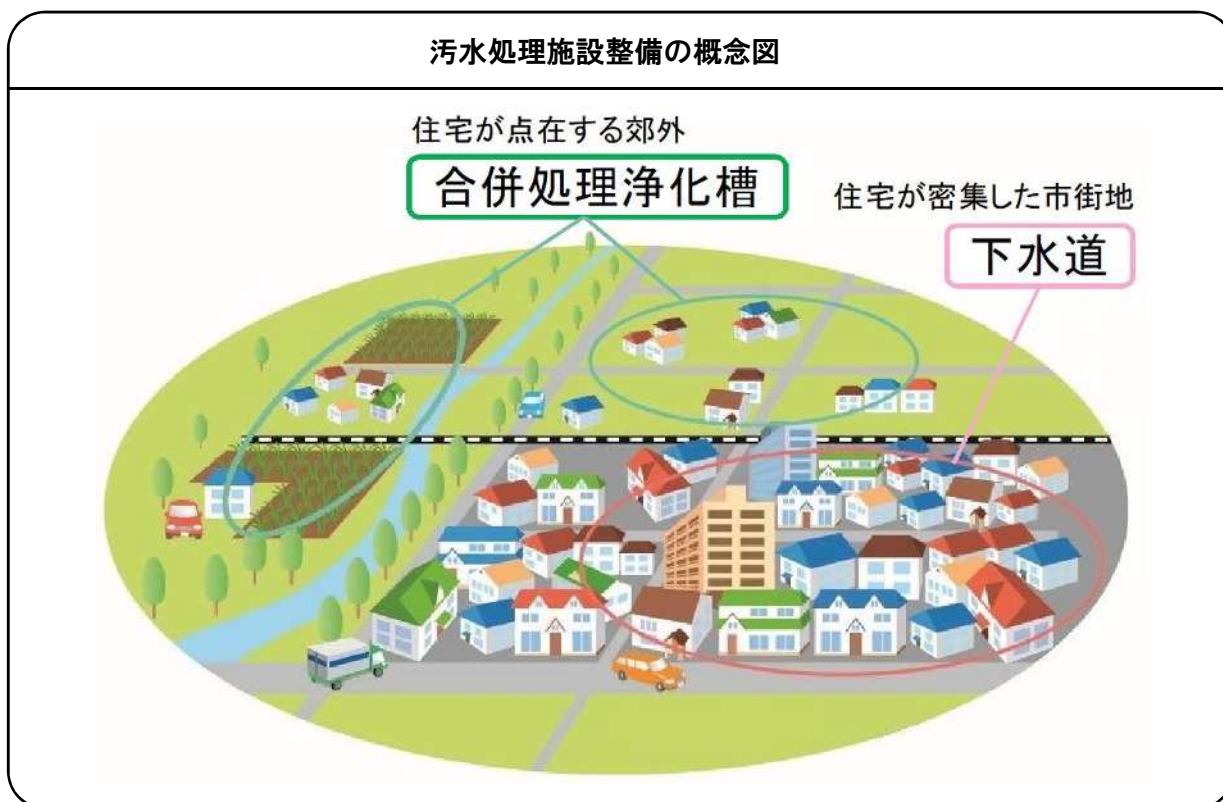 汚水処理施設整備の概念図
住宅が点在する郊外
合併処理浄化槽
住宅が密集した市街地
下水道